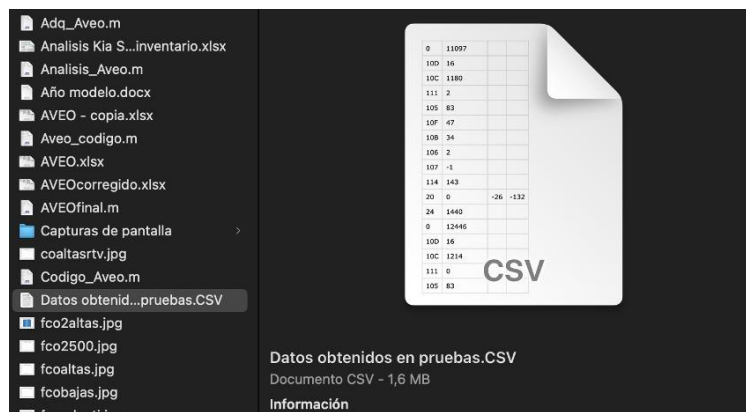 Adq_Aveo.m
Analisis Kia S...inventario.xlsx
Analisis_Aveo.m
Año modelo.docx
AVEO - copia.xlsx
Aveo_codigo.m
AVEO.xlsx
AVEOcorregido.xlsx
AVEOfinal.m
Capturas de pantalla
coaltasrtv.jpg
Codigo_Aveo.m
Datos obtenid...pruebas.CSV
fco2altas.jpg
fco2500.jpg
fcoaltas.jpg
fcobajas.jpg
0 11097
10D 16
10C 1180
111 2
105 83
10F 47
10B 34
106 2
107 -1
114 143
20 0 -26 -132
24 1440
0 12446
10D 16
10C 1214
111 0
105 83
CSV
Datos obtenidos en pruebas.CSV
Documento CSV - 1,6 MB
Información